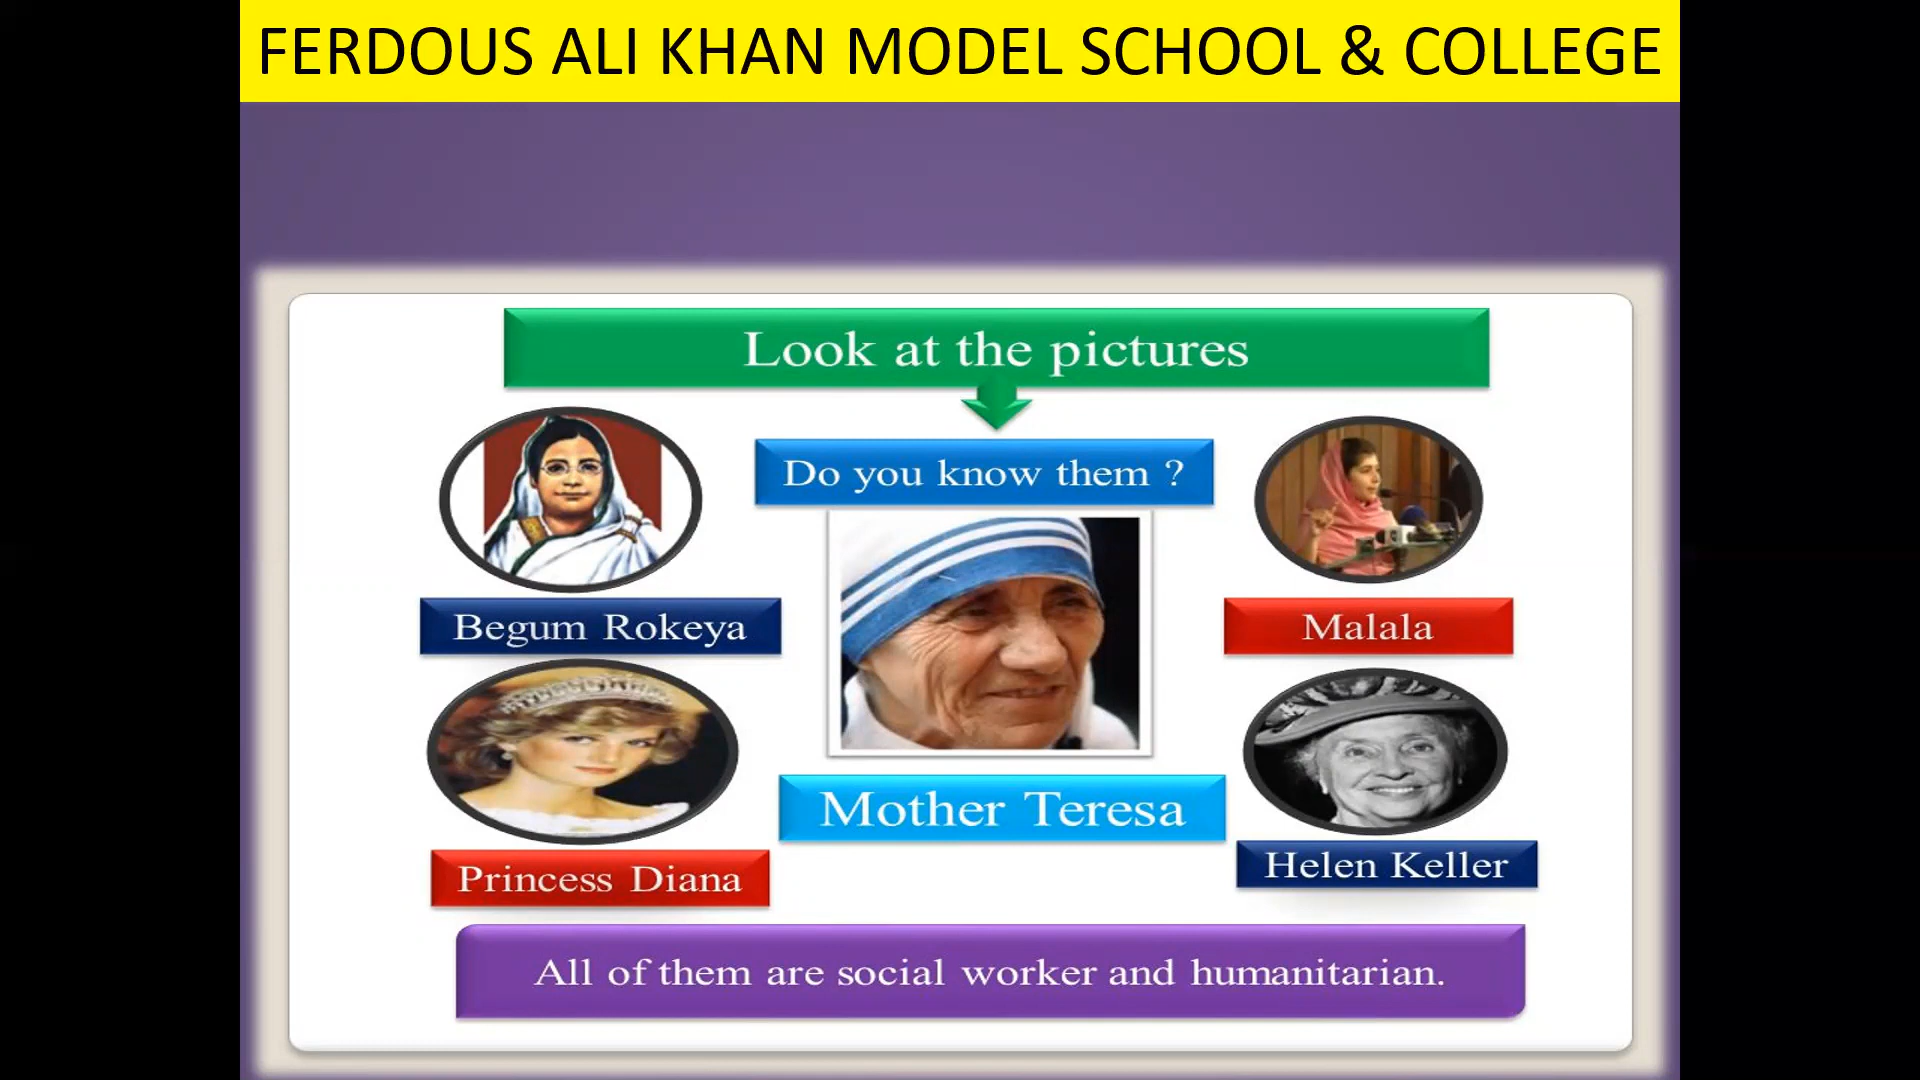 FERDOUS ALI KHAN MODEL SCHOOL & COLLEGE
Look at the pictures
Do you know them ?
Begum Rokeya
Malala
Mother Teresa
Princess Diana
Helen Keller
All of them are social worker and humanitarian.